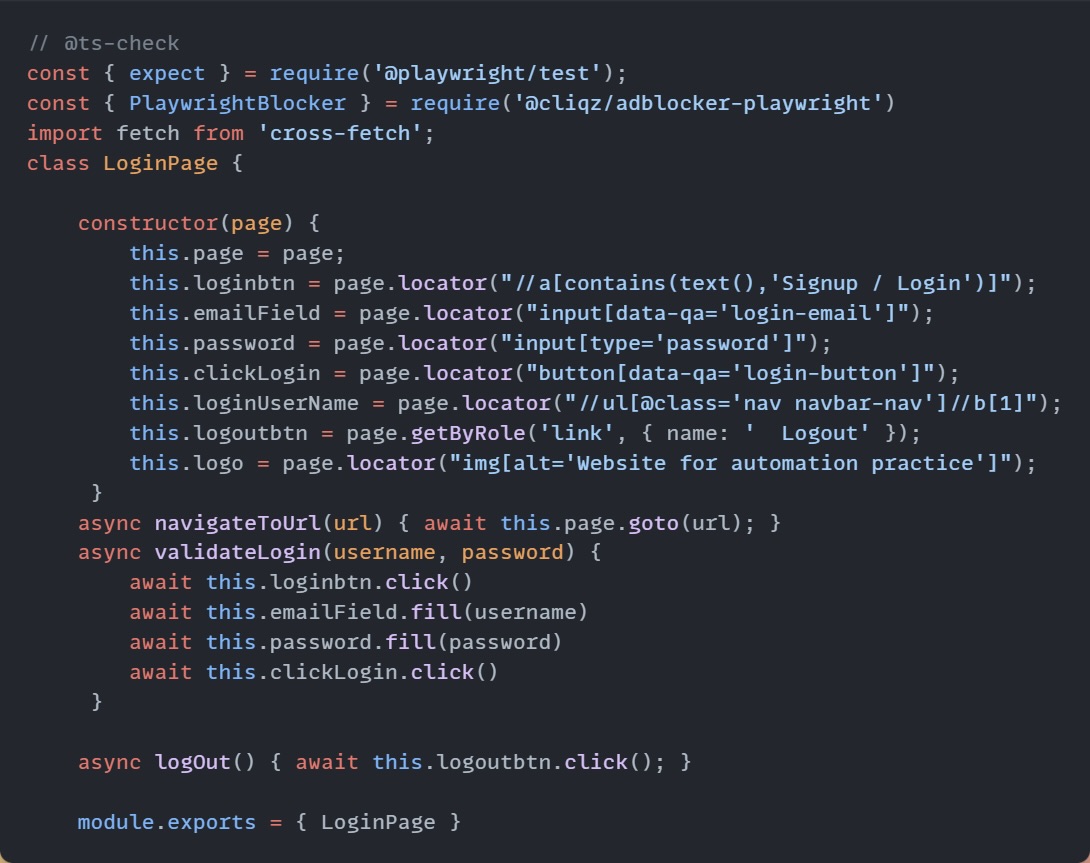 // @ts-check
const { expect } = require('@playwright/test');
const { PlaywrightBlocker } = require('@cliqz/adblocker-playwright')
import fetch from 'cross-fetch';
class LoginPage {

    constructor(page) {
        this.page = page;
        this.loginbtn = page.locator("//a[contains(text(),'Signup / Login')]");
        this.emailField = page.locator("input[data-qa='login-email']");
        this.password = page.locator("input[type='password']");
        this.clickLogin = page.locator("button[data-qa='login-button']");
        this.loginUserName = page.locator("//ul[@class='nav navbar-nav']//b[1]");
        this.logoutbtn = page.getByRole('link', { name: '  Logout' });
        this.logo = page.locator("img[alt='Website for automation practice']");
     }
    async navigateToUrl(url) { await this.page.goto(url); }
    async validateLogin(username, password) {
        await this.loginbtn.click()
        await this.emailField.fill(username)
        await this.password.fill(password)
        await this.clickLogin.click()
     }

    async logOut() { await this.logoutbtn.click(); }

    module.exports = { LoginPage }